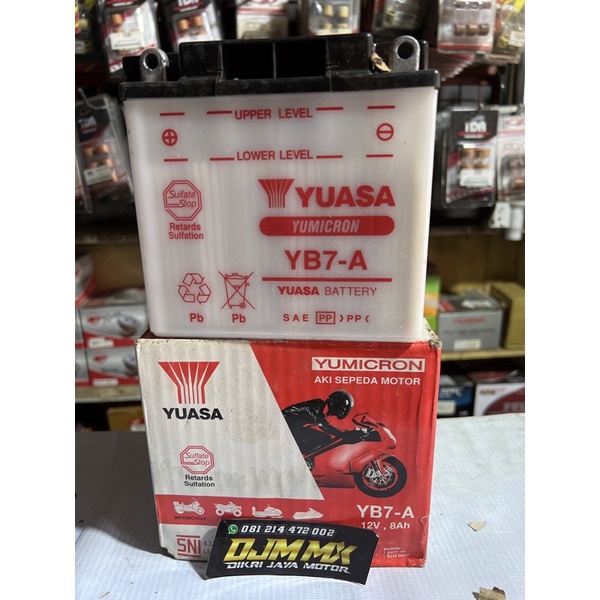 UPPER LEVEL
LOWER LEVEL
Sulfate
Stop
Retards
Sulfation
YUASA
YUMICRON
YB7-A
YUASA BATTERY
Pb
Pb
SAE PP >PP<
YUASA
YUMICRON
AKI SEPEDA MOTOR
Sulfate
Stop
Retards
Sulfation
MOTORCYCLE
YB7-A
12V , 8Ah
SNI
081 214 472 002
DJM MX
DIKRI JAYA MOTOR
TDR